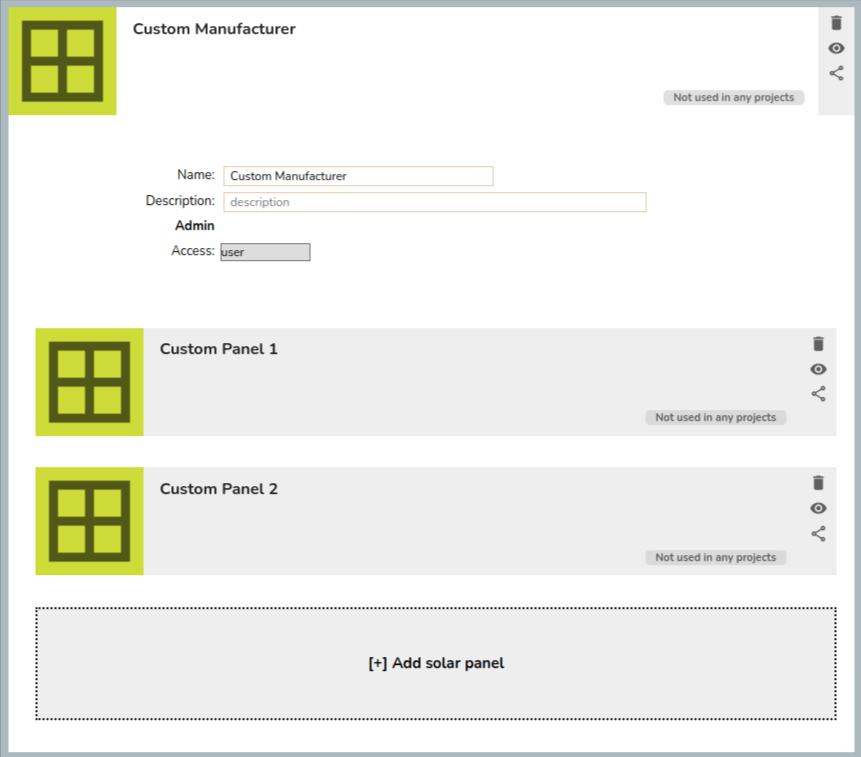 Custom Manufacturer
Not used in any projects
Name: Custom Manufacturer
Description: description
Admin
Access: user
Custom Panel 1
Not used in any projects
Custom Panel 2
Not used in any projects
[+] Add solar panel